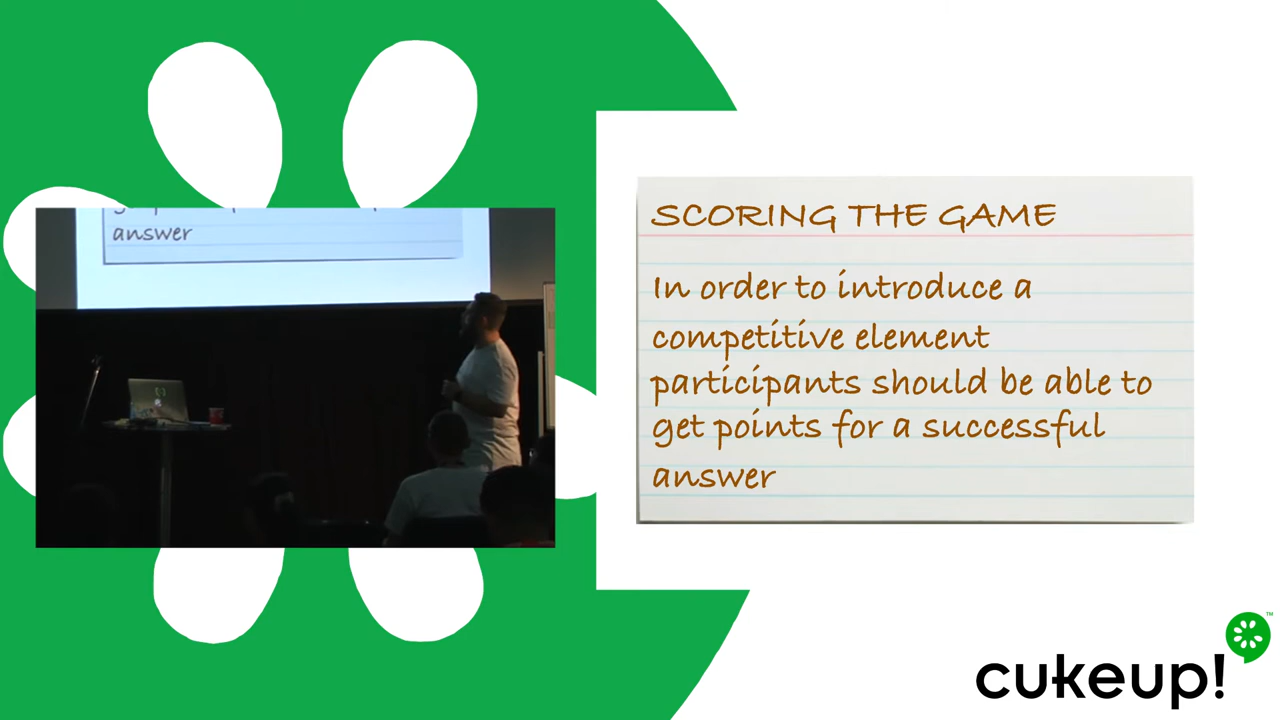 answer
SCORING THE GAME
In order to introduce a
competitive element
participants should be able to
get points for a successful
answer
cukeup!
TM